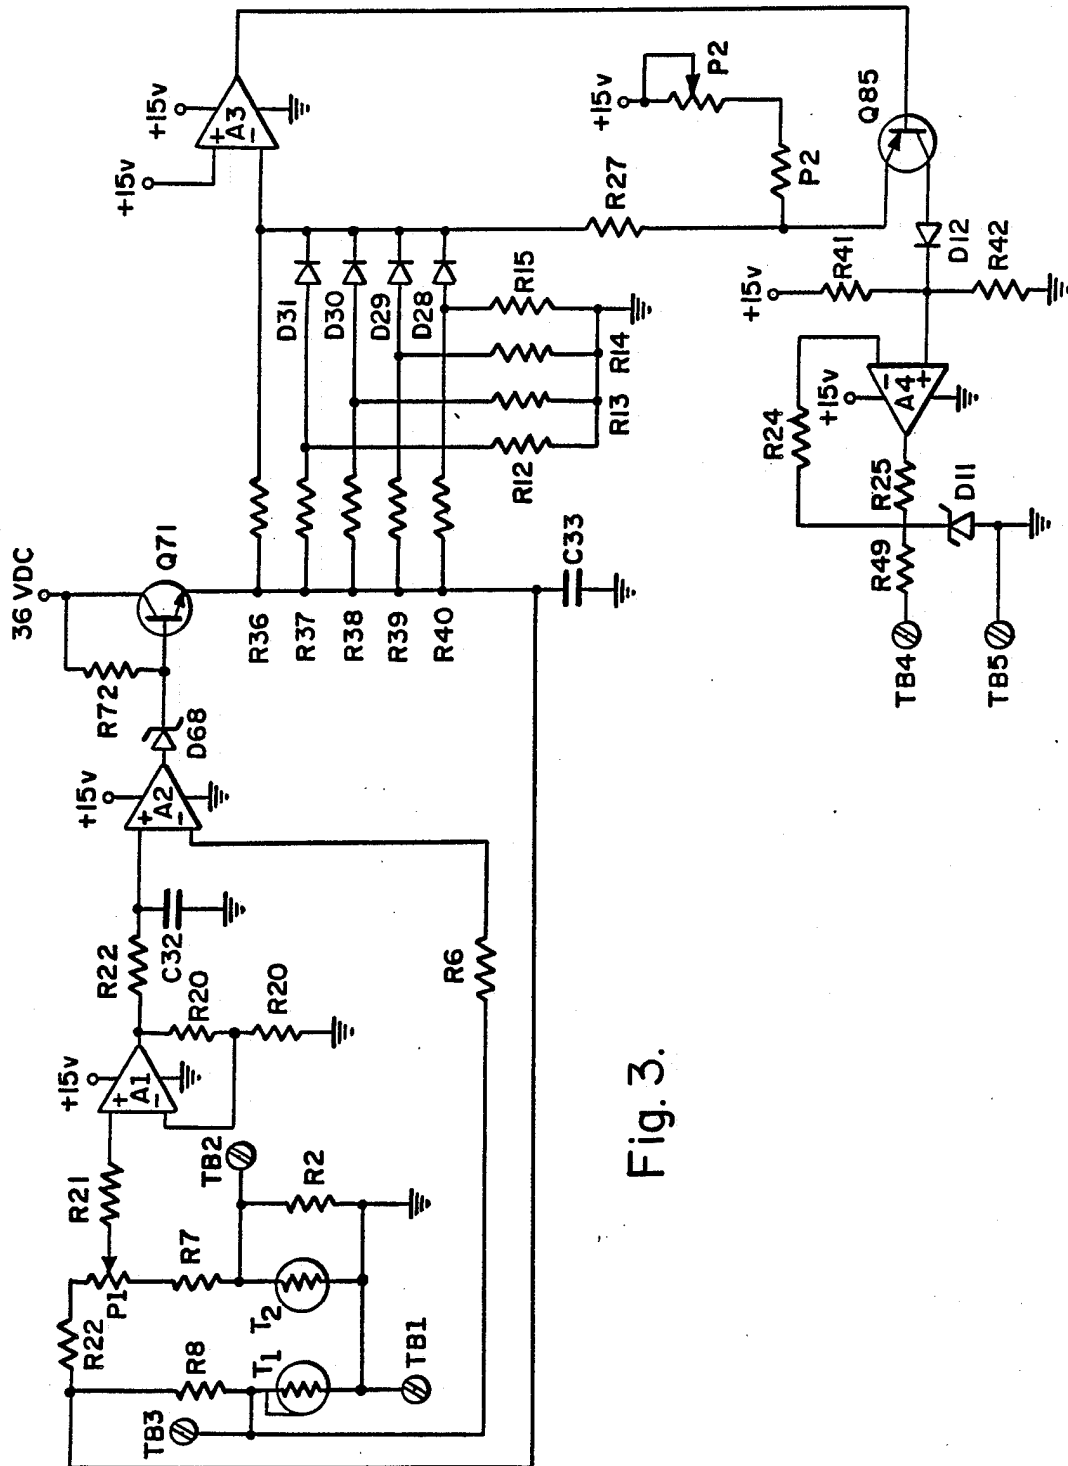 36 VDC
+15v
+15v
A3
+
-
Q71
R72
D68
+15v
A2
+
-
R22
C32
R20
R20
+15v
A1
+
-
R21
P1
R22
R7
R8
TB2
R2
T2
T1
TB3
TB1
R6
R36
R37
R38
R39
R40
C33
D31
D30
D29
D28
R12
R13
R14
R15
R27
+15v
P2
P2
Q85
D12
+15v
R41
R42
+15v
A4
-
+
R24
R25
R49
D11
TB4
TB5
Fig. 3.